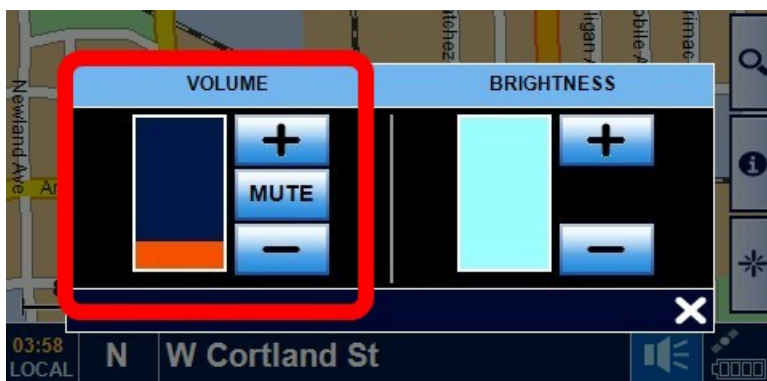 VOLUME
BRIGHTNESS
MUTE
Newland Ave
03:58
LOCAL
N
W Cortland St